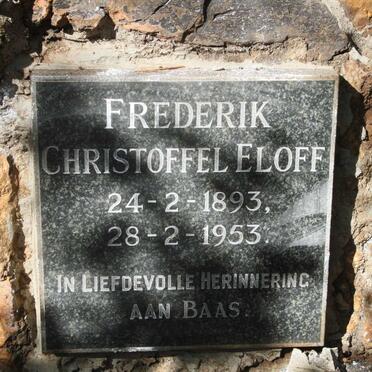 FREDERIK
CHRISTOFFEL ELOFF
24-2-1893,
28-2-1953.
IN LIEFDEVOLLE HERINNERING
AAN BAAS.